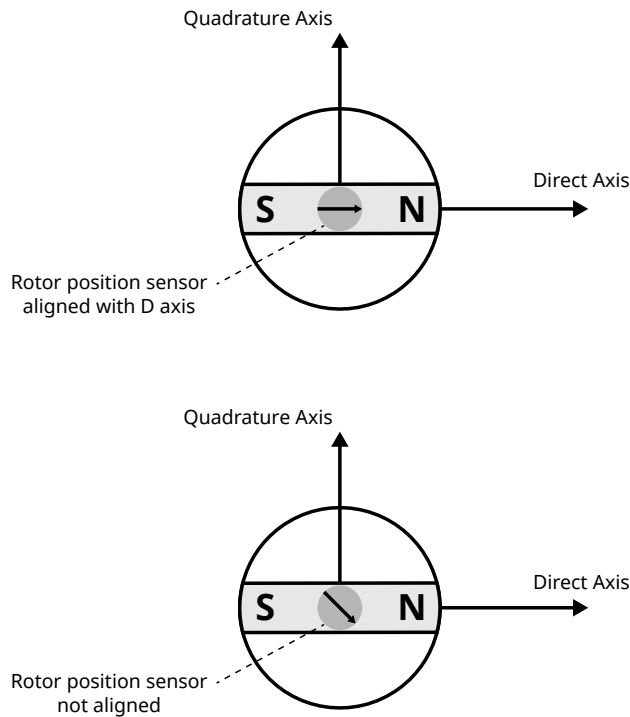 Quadrature Axis
Direct Axis
S
N
Rotor position sensor
aligned with D axis
Quadrature Axis
Direct Axis
S
N
Rotor position sensor
not aligned